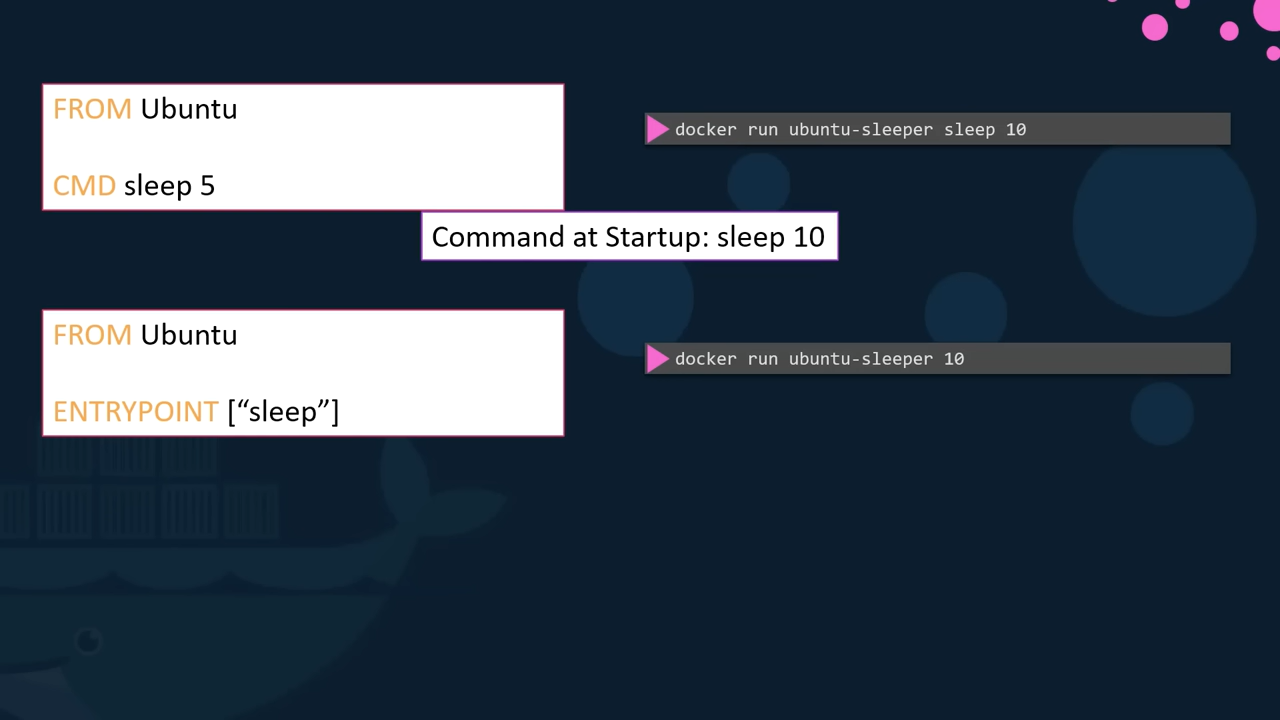 FROM Ubuntu
CMD sleep 5
docker run ubuntu-sleeper sleep 10
Command at Startup: sleep 10
FROM Ubuntu
ENTRYPOINT [“sleep”]
docker run ubuntu-sleeper 10